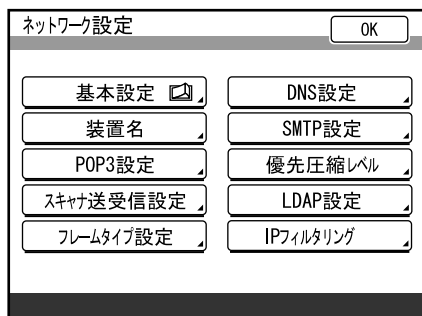 ネットワーク設定
OK
基本設定
DNS設定
装置名
SMTP設定
POP3設定
優先圧縮レベル
スキャナ送受信設定
LDAP設定
フレームタイプ設定
IPフィルタリング